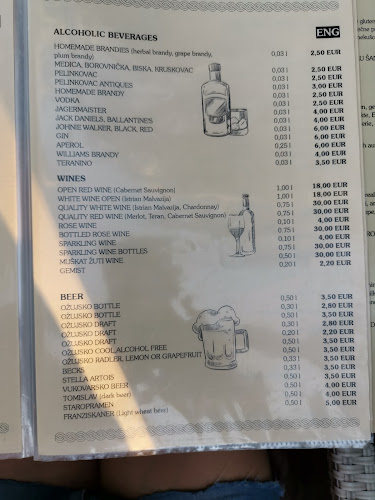 ALCOHOLIC BEVERAGES ENG
HOMEMADE BRANDIES (herbal brandy, grape brandy,
plum brandy) 0,03 l 2,50 EUR
MEDICA, BOROVNIČKA, BISKA, KRUSKOVAC 0,03 l 2,50 EUR
PELINKOVAC 0,03 l 2,50 EUR
PELINKOVAC ANTIQUES 0,03 l 3,00 EUR
HOMEMADE BRANDY 0,03 l 2,50 EUR
VODKA 0,03 l 2,50 EUR
JAGERMAISTER 0,03 l 4,00 EUR
JACK DANIELS, BALLANTINES 0,03 l 4,00 EUR
JOHNIE WALKER, BLACK, RED 0,03 l 6,00 EUR
GIN 0,03 l 6,00 EUR
APEROL 0,25 l 6,00 EUR
WILLIAMS BRANDY 0,03 l 4,00 EUR
TERANINO 0,03 l 3,50 EUR
WINES
OPEN RED WINE (Cabernet Sauvignon) 1,00 l 18,00 EUR
WHITE WINE OPEN (Istrian Malvazija) 1,00 l 18,00 EUR
QUALITY WHITE WINE (Istrian Malvazija, Chardonnay) 0,75 l 30,00 EUR
QUALITY RED WINE (Merlot, Teran, Cabernet Sauvignon) 0,75 l 30,00 EUR
ROSE WINE 0,10 l 4,00 EUR
BOTTLED ROSE WINE 0,75 l 30,00 EUR
SPARKLING WINE 0,10 l 4,00 EUR
SPARKLING WINE BOTTLES 0,75 l 30,00 EUR
MUŠKAT ŽUTI WINE 0,50 l 30,00 EUR
GEMIST 0,20 l 2,20 EUR
BEER
OŽUJSKO BOTTLE 0,50 l 3,50 EUR
OŽUJSKO BOTTLE 0,30 l 2,80 EUR
OŽUJSKO DRAFT 0,50 l 3,50 EUR
OŽUJSKO DRAFT 0,30 l 2,80 EUR
OŽUJSKO DRAFT 0,20 l 2,20 EUR
OŽUJSKO COOL,ALCOHOL FREE 0,50 l 3,50 EUR
OŽUJSKO RADLER, LEMON OR GRAPEFRUIT 0,50 l 3,50 EUR
BECKS 0,33 l 3,50 EUR
STELLA ARTOIS 0,33 l 3,50 EUR
VUKOVARSKO BEER 0,50 l 3,50 EUR
TOMISLAV (dark beer) 0,50 l 4,00 EUR
STAROPRAMEN 0,50 l 4,00 EUR
FRANZISKANER (Light wheat beer) 0,50 l 5,00 EUR